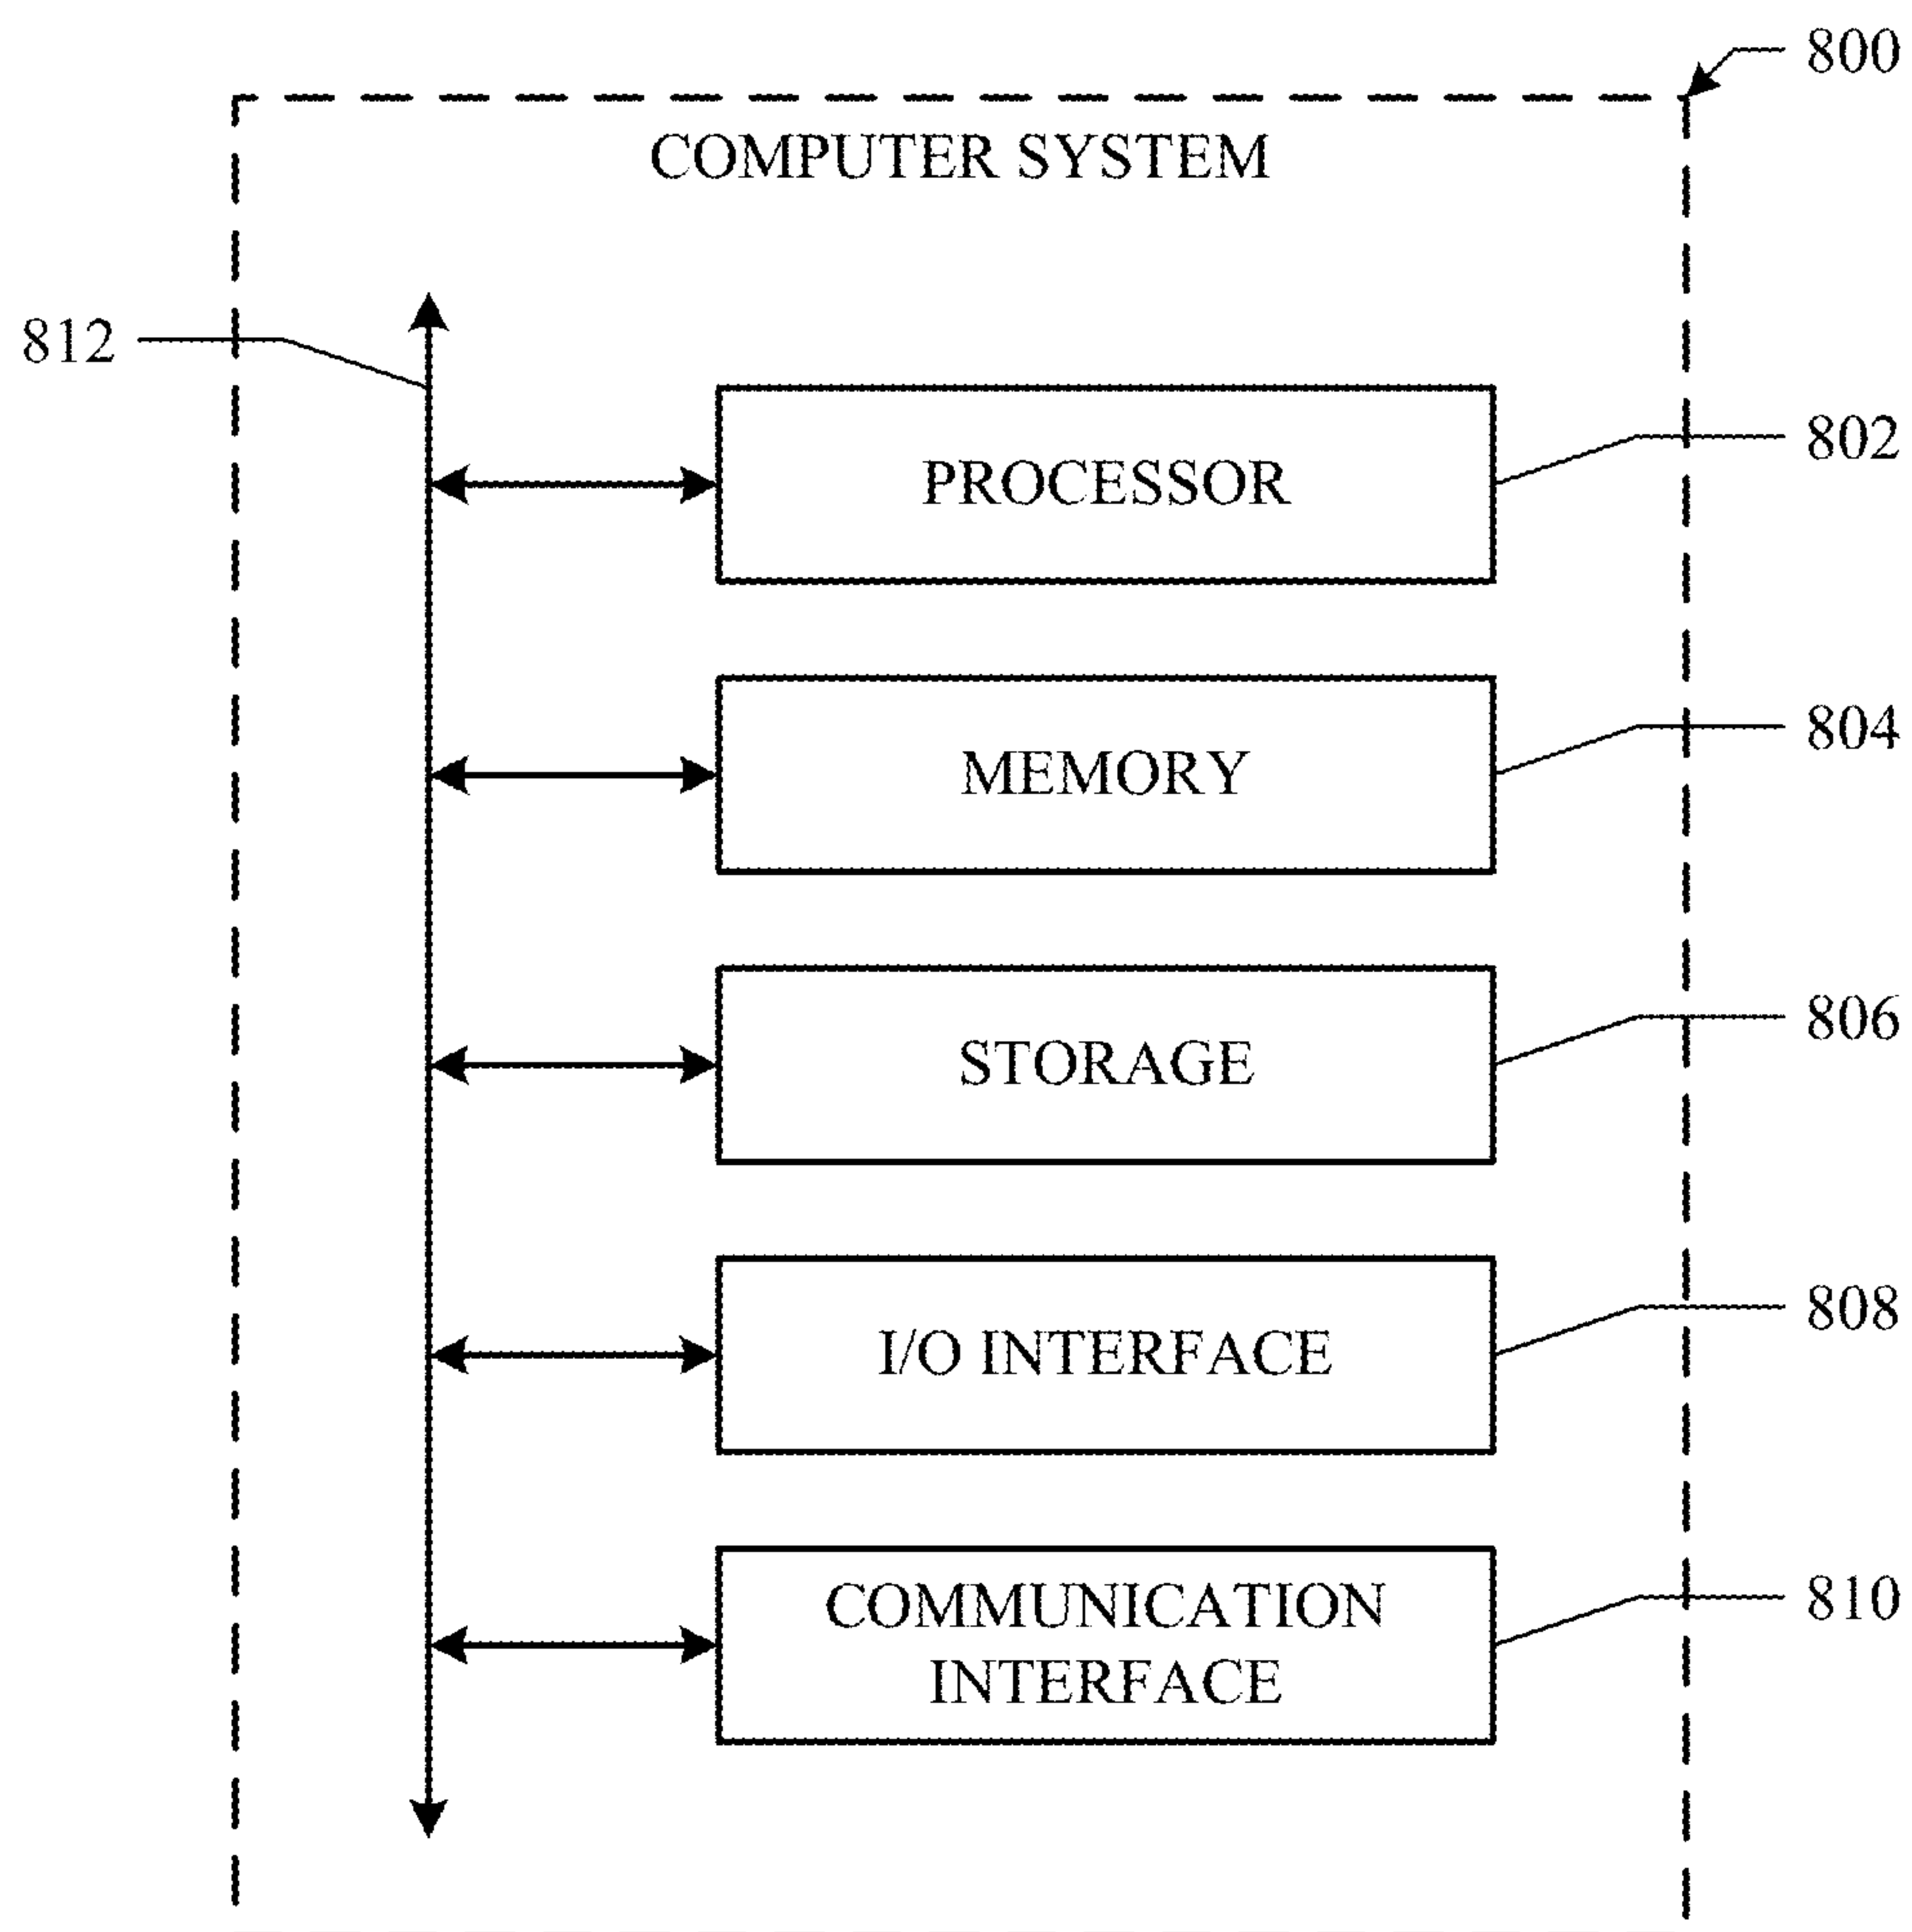 800
COMPUTER SYSTEM
812
PROCESSOR
802
MEMORY
804
STORAGE
806
I/O INTERFACE
808
COMMUNICATION
INTERFACE
810